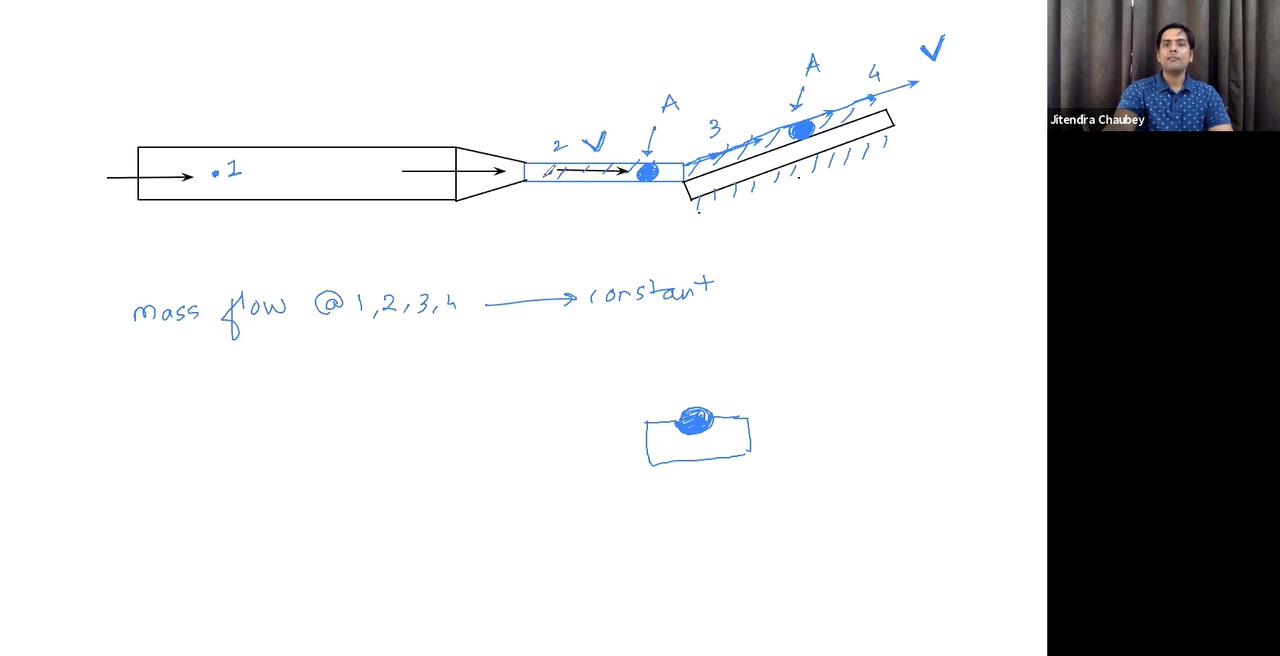 V
A
4
A
3
2 V
1
Jitendra Chaubey
mass flow @ 1,2,3,4 → constant